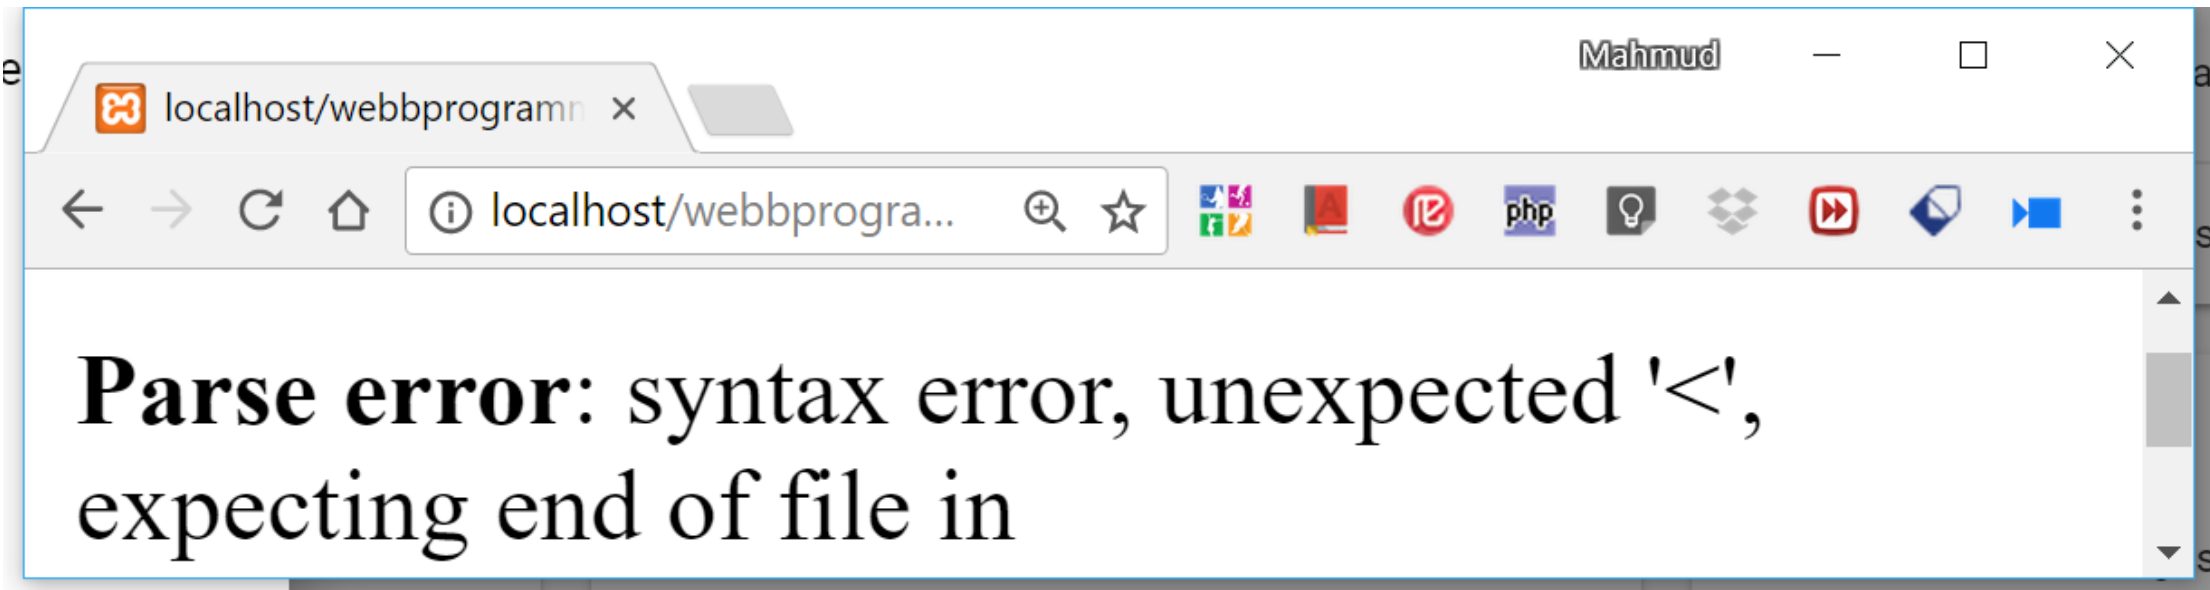 Mahmud
localhost/webbprogramn
localhost/webbprogra...
php
Parse error: syntax error, unexpected '<',
expecting end of file in